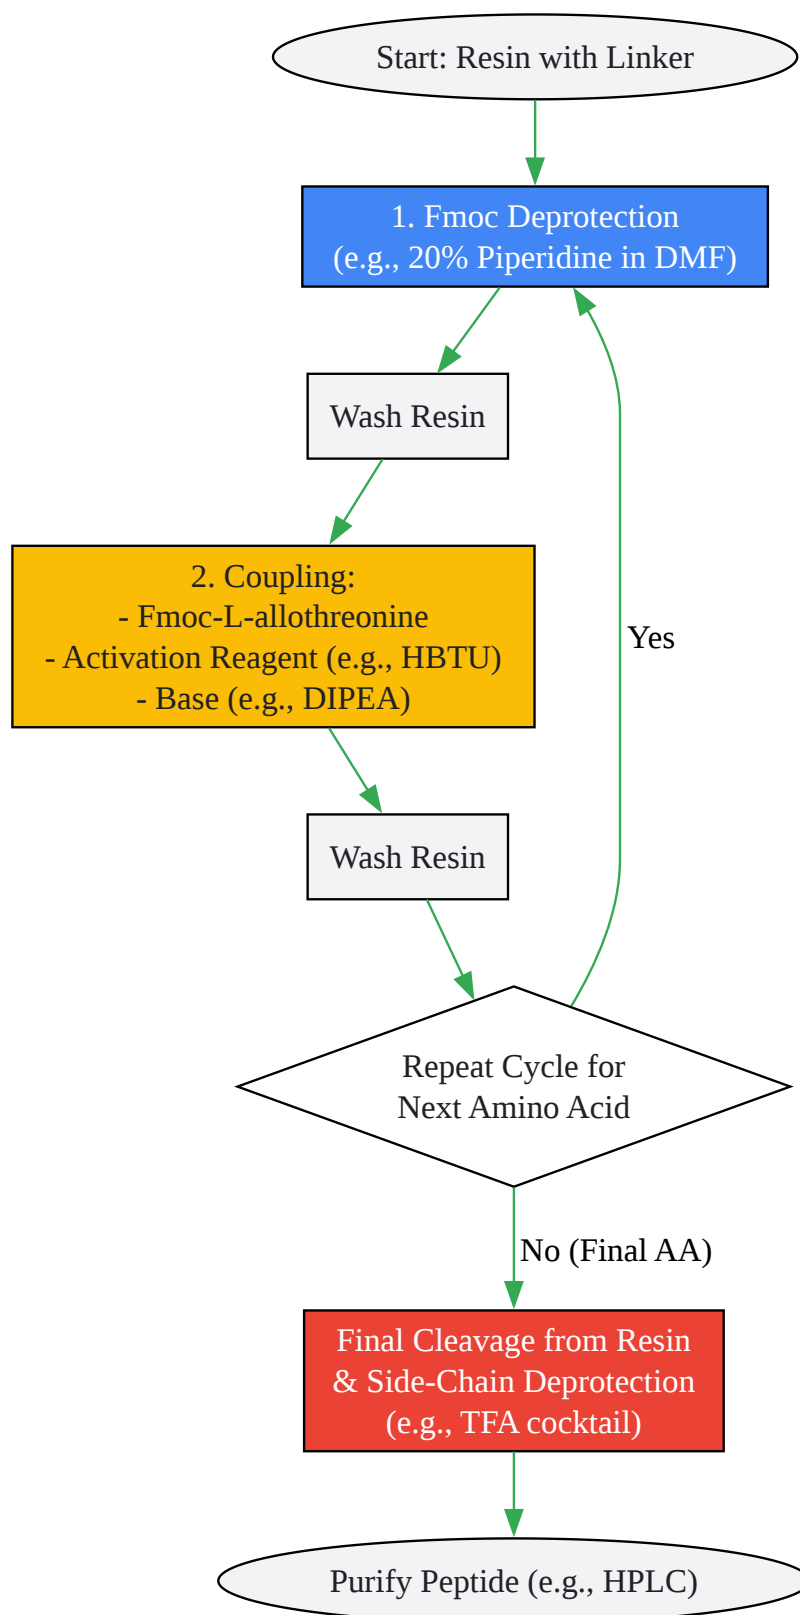 Start: Resin with Linker
1. Fmoc Deprotection
(e.g., 20% Piperidine in DMF)
Wash Resin
2. Coupling:
- Fmoc-L-allothreonine
- Activation Reagent (e.g., HBTU)
- Base (e.g., DIPEA)
Yes
Wash Resin
Repeat Cycle for
Next Amino Acid
No (Final AA)
Final Cleavage from Resin
& Side-Chain Deprotection
(e.g., TFA cocktail)
Purify Peptide (e.g., HPLC)